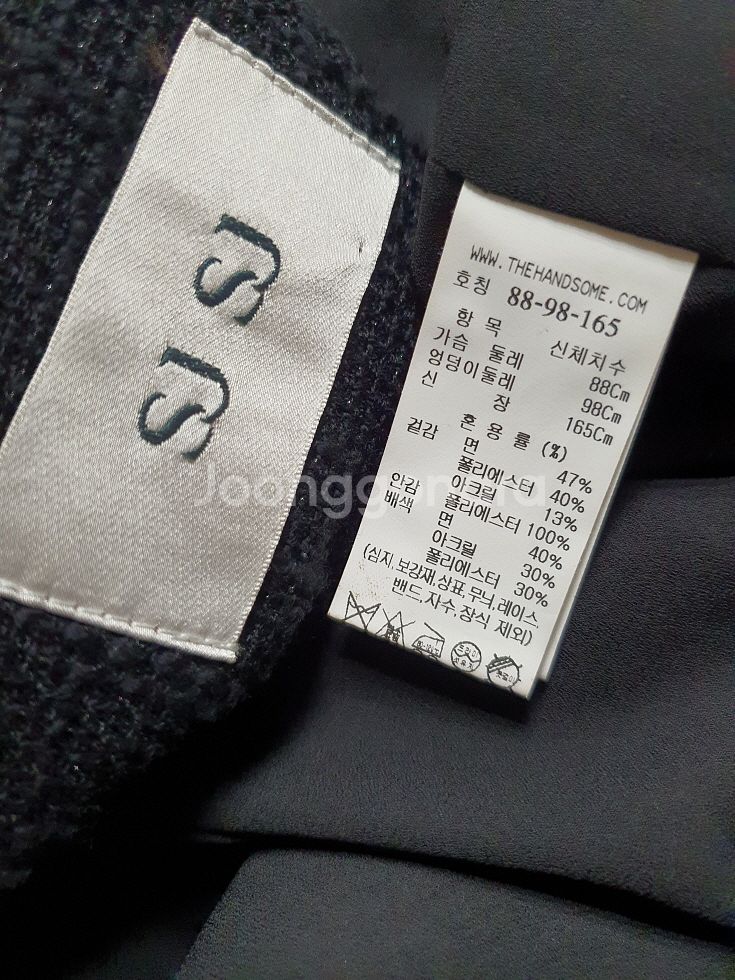 SJ SJ
WWW.THEHANDSOME.COM
호칭 88-98-165
항 목 신체치수
가슴 둘레 88Cm
엉덩이둘레 98Cm
신 장 165Cm
혼 용 률 (%)
겉감 면 47%
폴리에스터 40%
아크릴 13%
안감 폴리에스터 100%
배색 면 40%
아크릴 30%
폴리에스터 30%
(심지,보강재,상표,무늬,레이스,
밴드,자수,장식 제외)